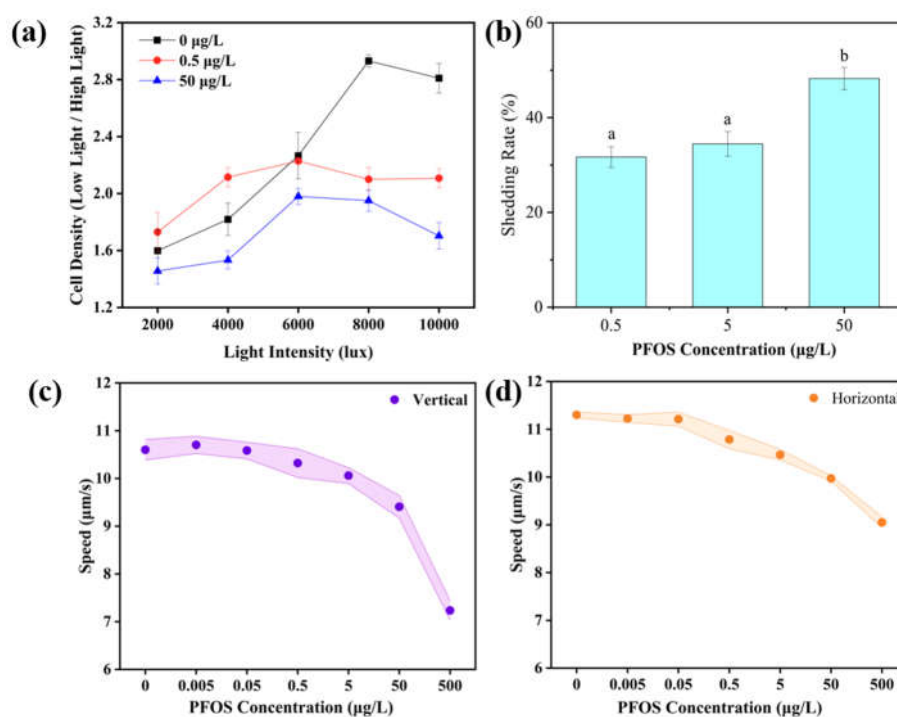 (a)
0 µg/L
0.5 µg/L
50 µg/L
Cell Density (Low Light / High Light)
3.2
2.8
2.4
2.0
1.6
1.2
2000 4000 6000 8000 10000
Light Intensity (lux)
(b)
Shedding Rate (%)
60
40
20
0
a a b
0.5 5 50
PFOS Concentration (µg/L)
(c)
Vertical
Speed (µm/s)
12
11
10
9
8
7
6
0 0.005 0.05 0.5 5 50 500
PFOS Concentration (µg/L)
(d)
Horizontal
Speed (µm/s)
12
11
10
9
8
7
6
0 0.005 0.05 0.5 5 50 500
PFOS Concentration (µg/L)